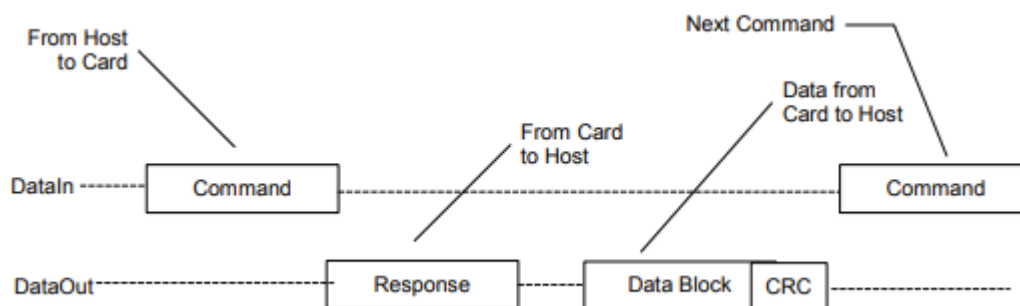 From Host
to Card
Next Command
Data from
Card to Host
From Card
to Host
DataIn
Command
Command
DataOut
Response
Data Block
CRC